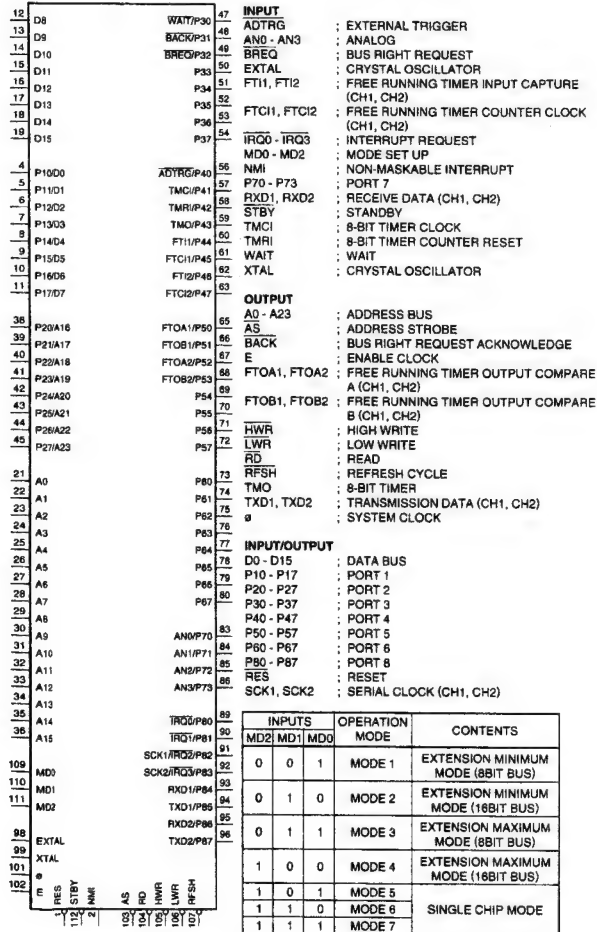 12 D8 WAIT/P30 47
13 D9 BACK/P31 48
14 D10 BREQ/P32 49
15 D11 P33 50
16 D12 P34 51
17 D13 P35 52
18 D14 P36 53
19 D15 P37 54
4 P10/D0 ADTRG/P40 56
5 P11/D1 TMCI/P41 57
6 P12/D2 TMRI/P42 58
7 P13/D3 TMO/P43 59
8 P14/D4 FTI1/P44 60
9 P15/D5 FTCI1/P45 61
10 P16/D6 FTI2/P46 62
11 P17/D7 FTCI2/P47 63
38 P20/A16 FTOA1/P50 65
39 P21/A17 FTOB1/P51 66
40 P22/A18 FTOA2/P52 67
41 P23/A19 FTOB2/P53 68
42 P24/A20 P54 69
43 P25/A21 P55 70
44 P26/A22 P56 71
45 P27/A23 P57 72
21 A0 P60 73
22 A1 P61 74
23 A2 P62 75
24 A3 P63 76
25 A4 P64 77
26 A5 P65 78
27 A6 P66 79
28 A7 P67 80
29 A8
30 A9 AN0/P70 83
31 A10 AN1/P71 84
32 A11 AN2/P72 85
33 A12 AN3/P73 86
34 A13
35 A14 IRQ0/P80 89
36 A15 IRQ1/P81 90
SCK1/IRQ2/P82 91
109 MD0 SCK2/IRQ3/P83 92
110 MD1 RXD1/P84 93
111 MD2 TXD1/P85 94
RXD2/P86 95
98 EXTAL TXD2/P87 96
99 XTAL
101 ø
102 E
RES STBY NMI AS RD HWR LWR RFSH
1 112 2 103 104 105 106 107
INPUT
ADTRG ; EXTERNAL TRIGGER
AN0 - AN3 ; ANALOG
BREQ ; BUS RIGHT REQUEST
EXTAL ; CRYSTAL OSCILLATOR
FTI1, FTI2 ; FREE RUNNING TIMER INPUT CAPTURE
(CH1, CH2)
FTCI1, FTCI2 ; FREE RUNNING TIMER COUNTER CLOCK
(CH1, CH2)
IRQ0 - IRQ3 ; INTERRUPT REQUEST
MD0 - MD2 ; MODE SET UP
NMI ; NON-MASKABLE INTERRUPT
P70 - P73 ; PORT 7
RXD1, RXD2 ; RECEIVE DATA (CH1, CH2)
STBY ; STANDBY
TMCI ; 8-BIT TIMER CLOCK
TMRI ; 8-BIT TIMER COUNTER RESET
WAIT ; WAIT
XTAL ; CRYSTAL OSCILLATOR
OUTPUT
A0 - A23 ; ADDRESS BUS
AS ; ADDRESS STROBE
BACK ; BUS RIGHT REQUEST ACKNOWLEDGE
E ; ENABLE CLOCK
FTOA1, FTOA2 ; FREE RUNNING TIMER OUTPUT COMPARE
A (CH1, CH2)
FTOB1, FTOB2 ; FREE RUNNING TIMER OUTPUT COMPARE
B (CH1, CH2)
HWR ; HIGH WRITE
LWR ; LOW WRITE
RD ; READ
RFSH ; REFRESH CYCLE
TMO ; 8-BIT TIMER
TXD1, TXD2 ; TRANSMISSION DATA (CH1, CH2)
ø ; SYSTEM CLOCK
INPUT/OUTPUT
D0 - D15 ; DATA BUS
P10 - P17 ; PORT 1
P20 - P27 ; PORT 2
P30 - P37 ; PORT 3
P40 - P47 ; PORT 4
P50 - P57 ; PORT 5
P60 - P67 ; PORT 6
P80 - P87 ; PORT 8
RES ; RESET
SCK1, SCK2 ; SERIAL CLOCK (CH1, CH2)
INPUTS OPERATION MODE CONTENTS
MD2 MD1 MD0
0 0 1 MODE 1 EXTENSION MINIMUM
MODE (8BIT BUS)
0 1 0 MODE 2 EXTENSION MINIMUM
MODE (16BIT BUS)
0 1 1 MODE 3 EXTENSION MAXIMUM
MODE (8BIT BUS)
1 0 0 MODE 4 EXTENSION MAXIMUM
MODE (16BIT BUS)
1 0 1 MODE 5
1 1 0 MODE 6 SINGLE CHIP MODE
1 1 1 MODE 7